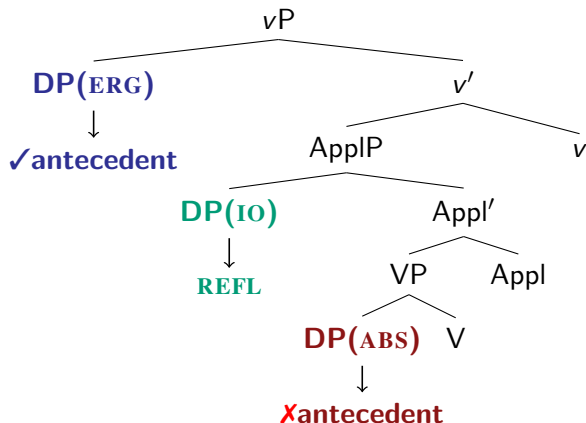 vP
DP(ERG) v′
✓antecedent ApplP v
DP(IO) Appl′
REFL VP Appl
DP(ABS) V
✗antecedent